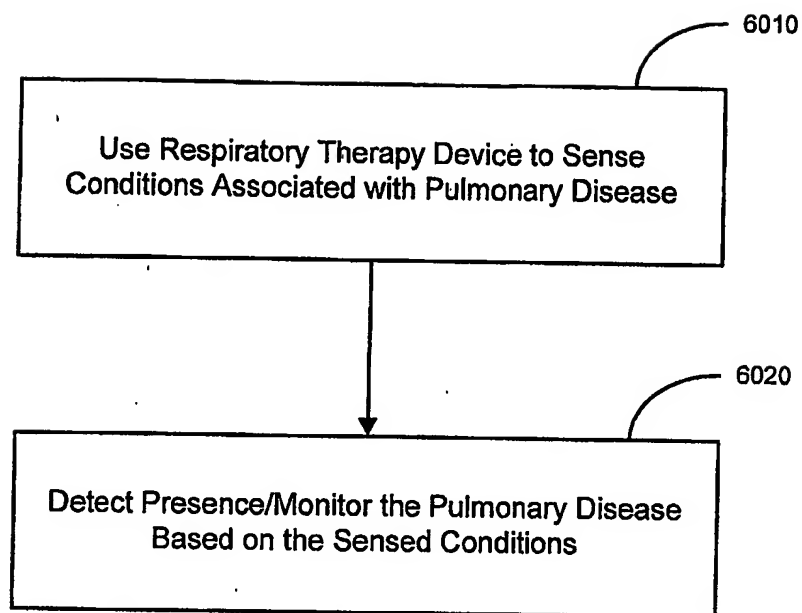 6010
Use Respiratory Therapy Device to Sense
Conditions Associated with Pulmonary Disease
6020
Detect Presence/Monitor the Pulmonary Disease
Based on the Sensed Conditions